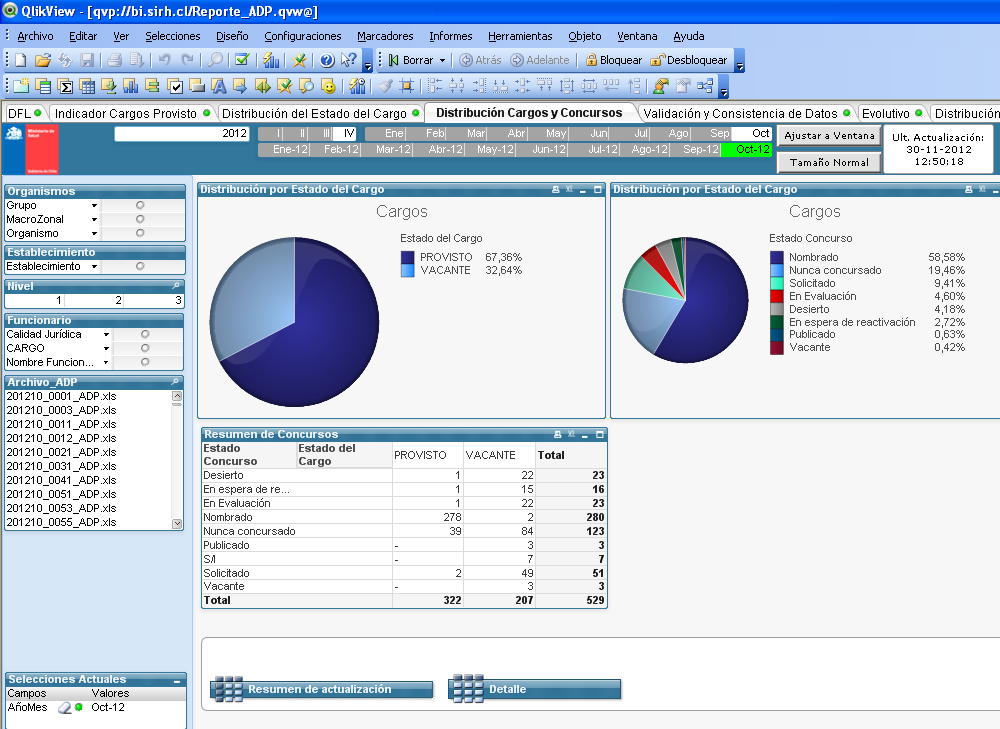 QlikView - [qvp://bi.sirh.cl/Reporte_ADP.qvw@]
Archivo Editar Ver Selecciones Diseño Configuraciones Marcadores Informes Herramientas Objeto Ventana Ayuda
Borrar Atrás Adelante Bloquear Desbloquear
DFL Indicador Cargos Provisto Distribución del Estado del Cargo Distribución Cargos y Concursos Validación y Consistencia de Datos Evolutivo Distribución
Ministerio de Salud
2012 I II III IV Ene Feb Mar Abr May Jun Jul Ago Sep Oct
Ene-12 Feb-12 Mar-12 Abr-12 May-12 Jun-12 Jul-12 Ago-12 Sep-12 Oct-12
Ajustar a Ventana
Tamaño Normal
Ult. Actualización:
30-11-2012
12:50:18
Organismos
Grupo
MacroZonal
Organismo
Establecimiento
Establecimiento
Nivel
1 2 3
Funcionario
Calidad Jurídica
CARGO
Nombre Funcion...
Archivo_ADP
201210_0001_ADP.xls
201210_0003_ADP.xls
201210_0011_ADP.xls
201210_0012_ADP.xls
201210_0021_ADP.xls
201210_0031_ADP.xls
201210_0041_ADP.xls
201210_0051_ADP.xls
201210_0053_ADP.xls
201210_0055_ADP.xls
Selecciones Actuales
Campos Valores
AñoMes Oct-12
Distribución por Estado del Cargo
Cargos
Estado del Cargo
PROVISTO 67,36%
VACANTE 32,64%
Distribución por Estado del Cargo
Cargos
Estado Concurso
Nombrado 58,58%
Nunca concursado 19,46%
Solicitado 9,41%
En Evaluación 4,60%
Desierto 4,18%
En espera de reactivación 2,72%
Publicado 0,63%
Vacante 0,42%
Resumen de Concursos
Estado Concurso Estado del Cargo PROVISTO VACANTE Total
Desierto 1 22 23
En espera de re... 1 15 16
En Evaluación 1 22 23
Nombrado 278 2 280
Nunca concursado 39 84 123
Publicado - 3 3
S/I - 7 7
Solicitado 2 49 51
Vacante - 3 3
Total 322 207 529
Resumen de actualización
Detalle